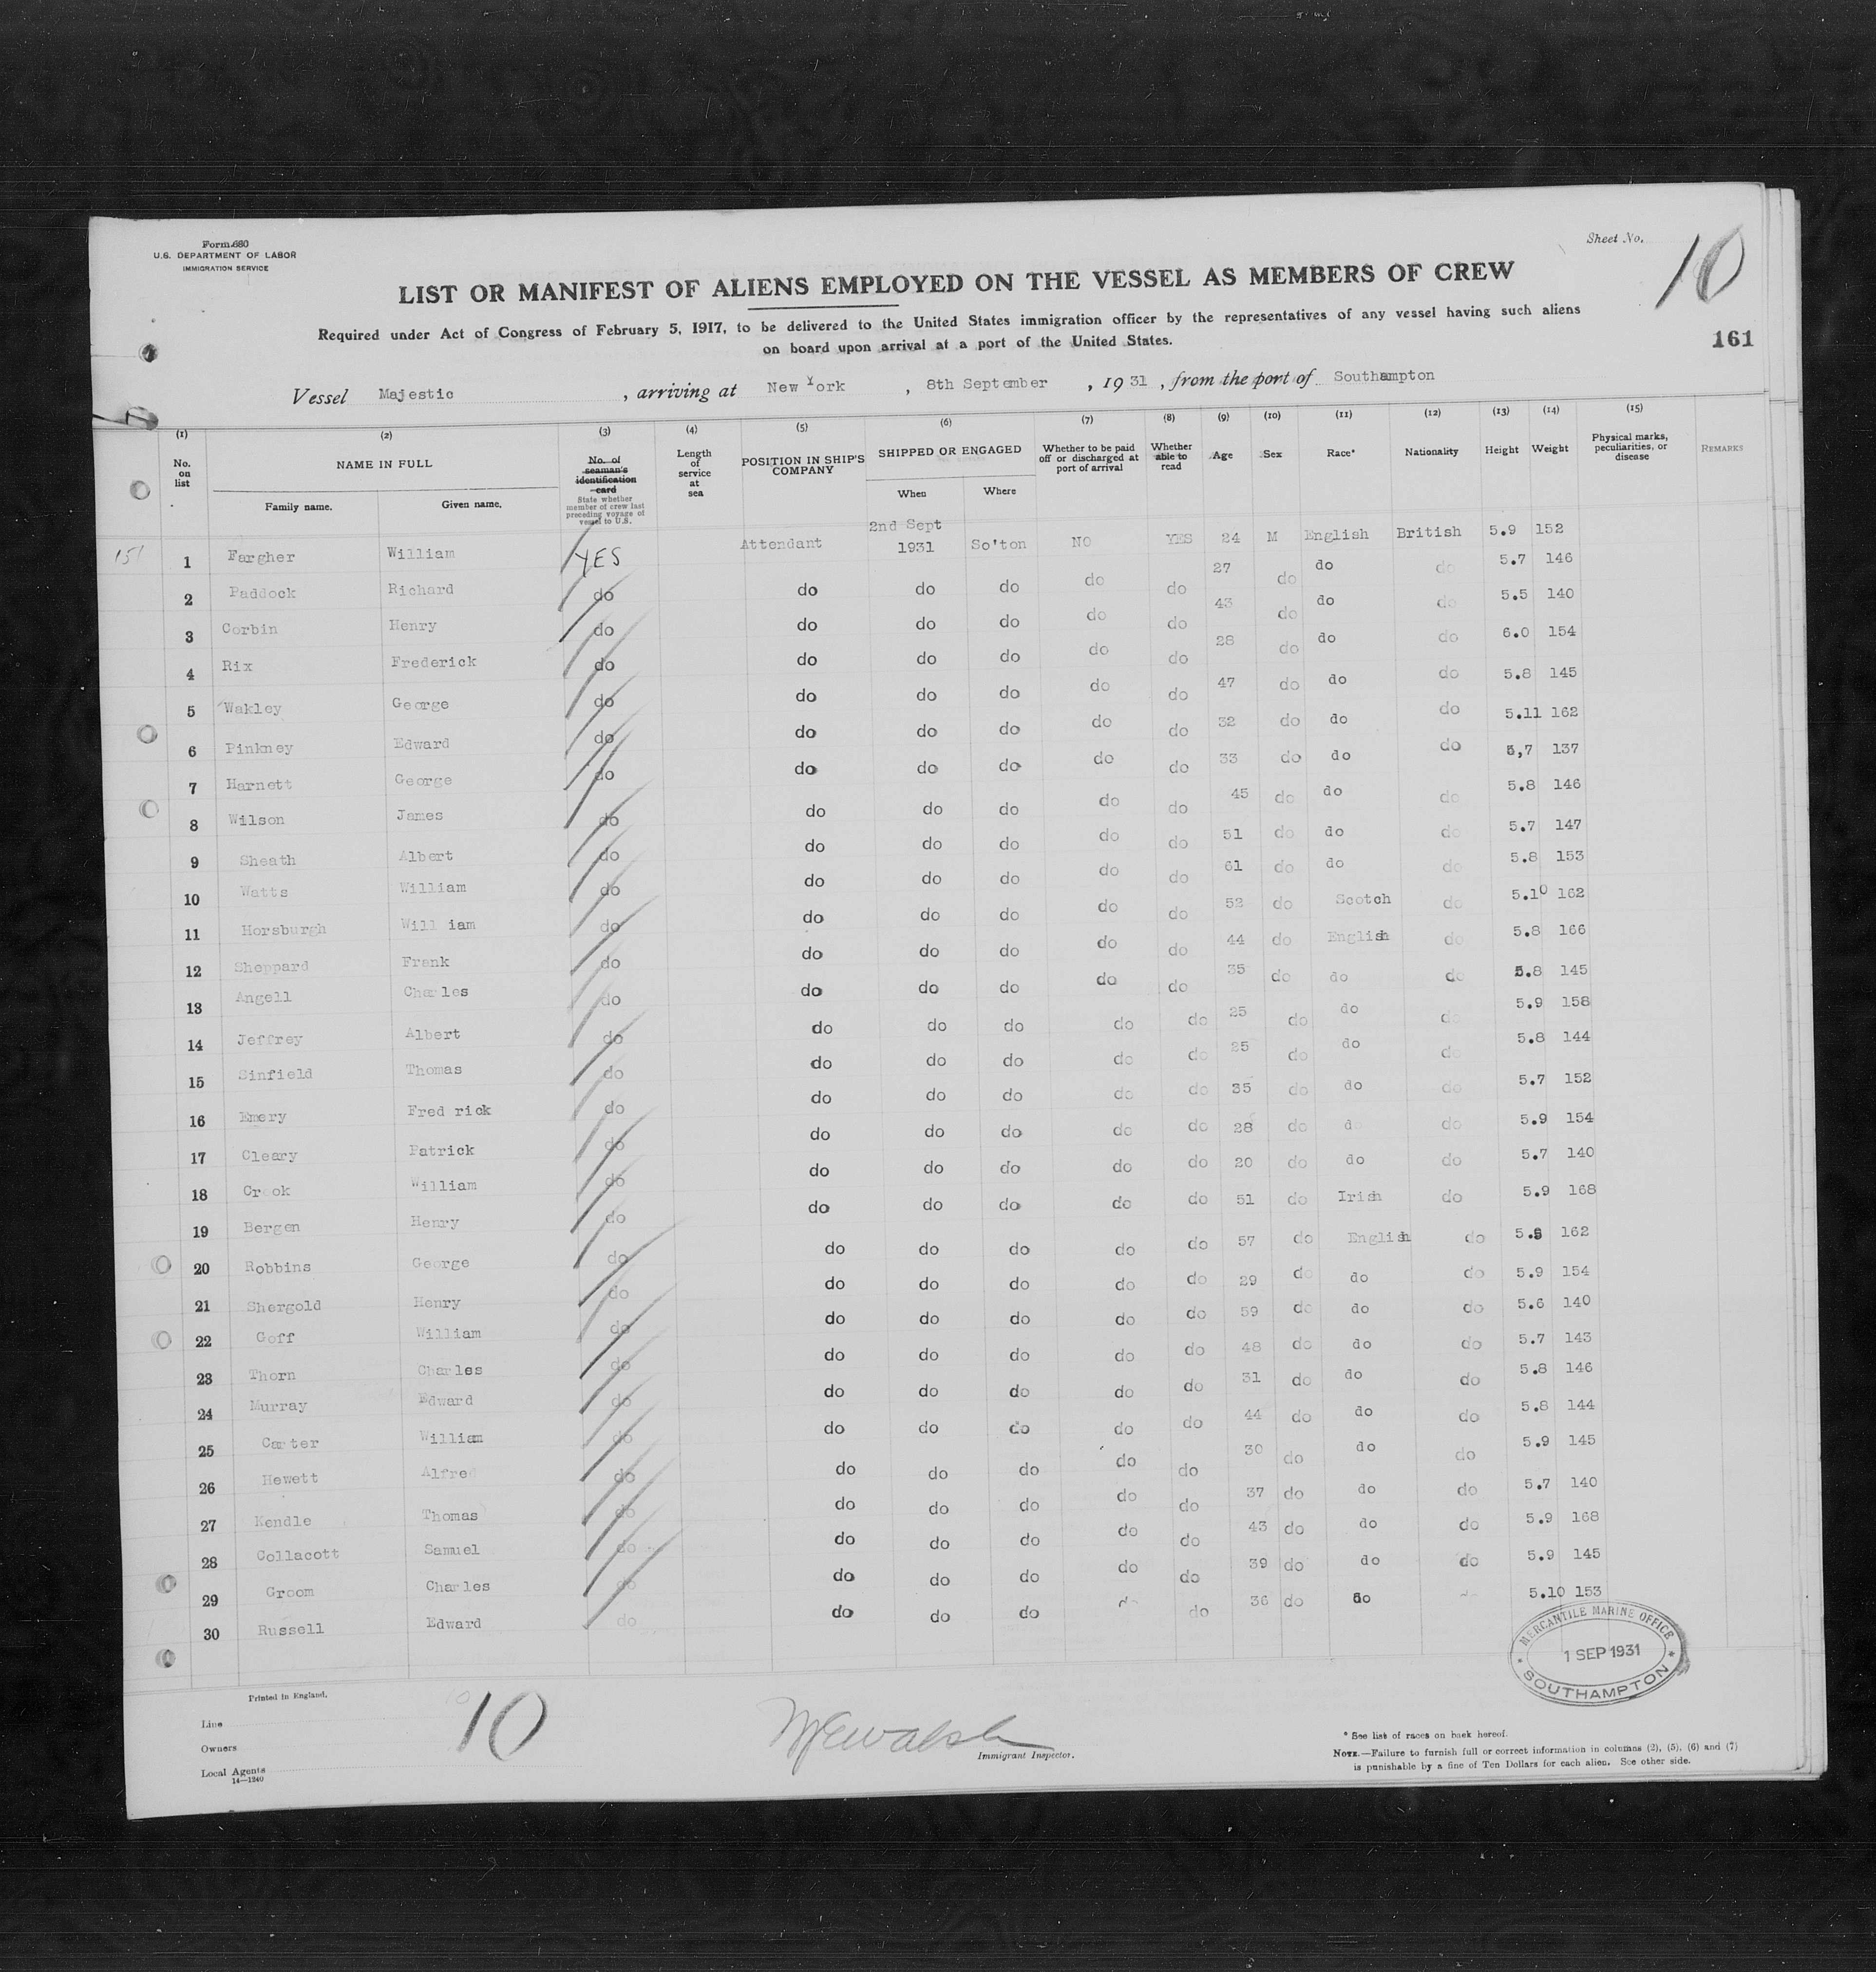 Form 680
U.S. DEPARTMENT OF LABOR
IMMIGRATION SERVICE
Sheet No. 10
LIST OR MANIFEST OF ALIENS EMPLOYED ON THE VESSEL AS MEMBERS OF CREW
Required under Act of Congress of February 5, 1917, to be delivered to the United States immigration officer by the representatives of any vessel having such aliens
on board upon arrival at a port of the United States.
161
Vessel Majestic , arriving at New York , 8th September , 1931 , from the port of Southampton
(1) (2) (3) (4) (5) (6) (7) (8) (9) (10) (11) (12) (13) (14) (15)
No. on list NAME IN FULL Family name. Given name. No. of seaman's identification card State whether member of crew last preceding voyage of vessel to U.S. Length of service at sea POSITION IN SHIP'S COMPANY SHIPPED OR ENGAGED When Where Whether to be paid off or discharged at port of arrival Whether able to read Age Sex Race* Nationality Height Weight Physical marks, peculiarities, or disease REMARKS
151 1 Fargher William YES Attendant 2nd Sept 1931 So'ton NO YES 24 M English British 5.9 152
2 Paddock Richard do do do do do do 27 do do do 5.7 146
3 Corbin Henry do do do do do do 43 do do do 5.5 140
4 Rix Frederick do do do do do do 28 do do do 6.0 154
5 Wakley George do do do do do do 47 do do do 5.8 145
6 Pinkney Edward do do do do do do 32 do do do 5.11 162
7 Harnett George do do do do do do 33 do do do 5,7 137
8 Wilson James do do do do do do 45 do do do 5.8 146
9 Sheath Albert do do do do do do 51 do do do 5.7 147
10 Watts William do do do do do do 61 do do do 5.8 153
11 Horsburgh Will iam do do do do do do 52 do Scotch do 5.10 162
12 Sheppard Frank do do do do do do 44 do English do 5.8 166
13 Angell Charles do do do do do do 35 do do do 5.8 145
14 Jeffrey Albert do do do do do do 25 do do do 5.9 158
15 Sinfield Thomas do do do do do do 25 do do do 5.8 144
16 Emery Fred rick do do do do do do 35 do do do 5.7 152
17 Cleary Patrick do do do do do do 28 do do do 5.9 154
18 Crook William do do do do do do 20 do do do 5.7 140
19 Bergen Henry do do do do do do 51 do Irish do 5.9 168
20 Robbins George do do do do do do 57 do English do 5.8 162
21 Shergold Henry do do do do do do 29 do do do 5.9 154
22 Goff William do do do do do do 59 do do do 5.6 140
23 Thorn Charles do do do do do do 48 do do do 5.7 143
24 Murray Edward do do do do do do 31 do do do 5.8 146
25 Carter William do do do do do do 44 do do do 5.8 144
26 Hewett Alfred do do do do do do 30 do do do 5.9 145
27 Kendle Thomas do do do do do do 37 do do do 5.7 140
28 Collacott Samuel do do do do do do 43 do do do 5.9 168
29 Groom Charles do do do do do do 39 do do do 5.9 145
30 Russell Edward do do do do do do 36 do do do 5.10 153
MERCANTILE MARINE OFFICE
1 SEP 1931
SOUTHAMPTON
Printed in England.
Line
Owners
Local Agents
14—1240
10
Immigrant Inspector.
* See list of races on back hereof.
NOTE.—Failure to furnish full or correct information in columns (2), (5), (6) and (7)
is punishable by a fine of Ten Dollars for each alien. See other side.